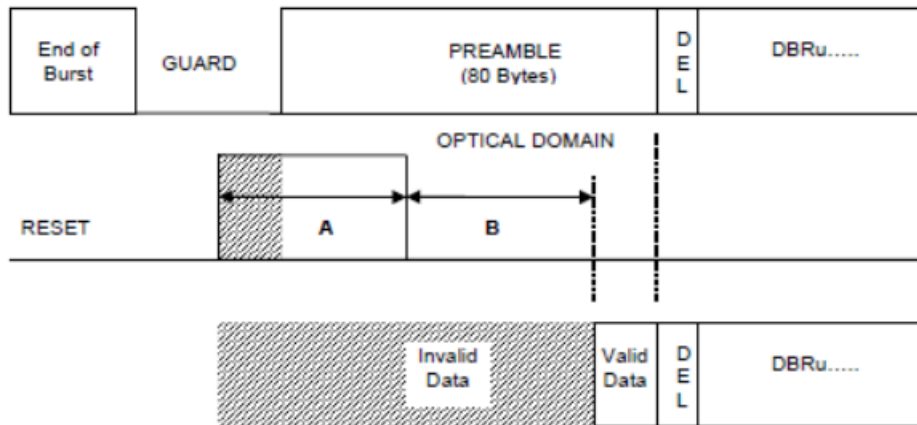 End of
Burst
GUARD
PREAMBLE
(80 Bytes)
D
E
L
DBRu.....
OPTICAL DOMAIN
RESET
A
B
Invalid
Data
Valid
Data
D
E
L
DBRu.....